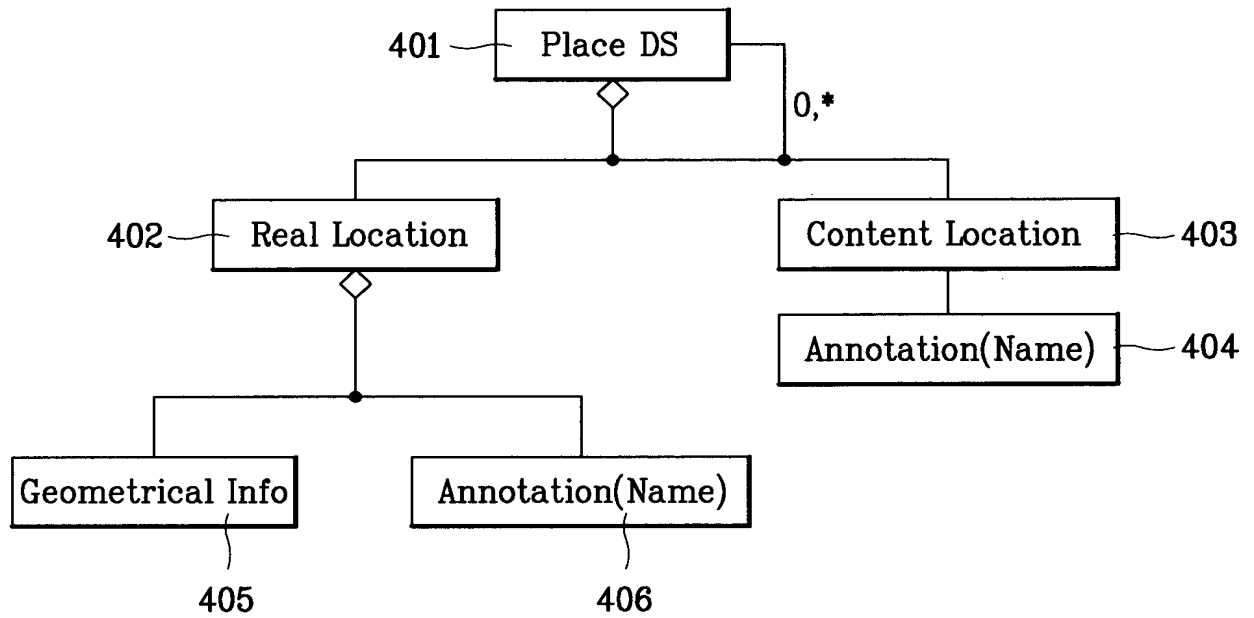 401
Place DS
0,*
402
Real Location
Content Location
403
Annotation(Name)
404
Geometrical Info
Annotation(Name)
405
406